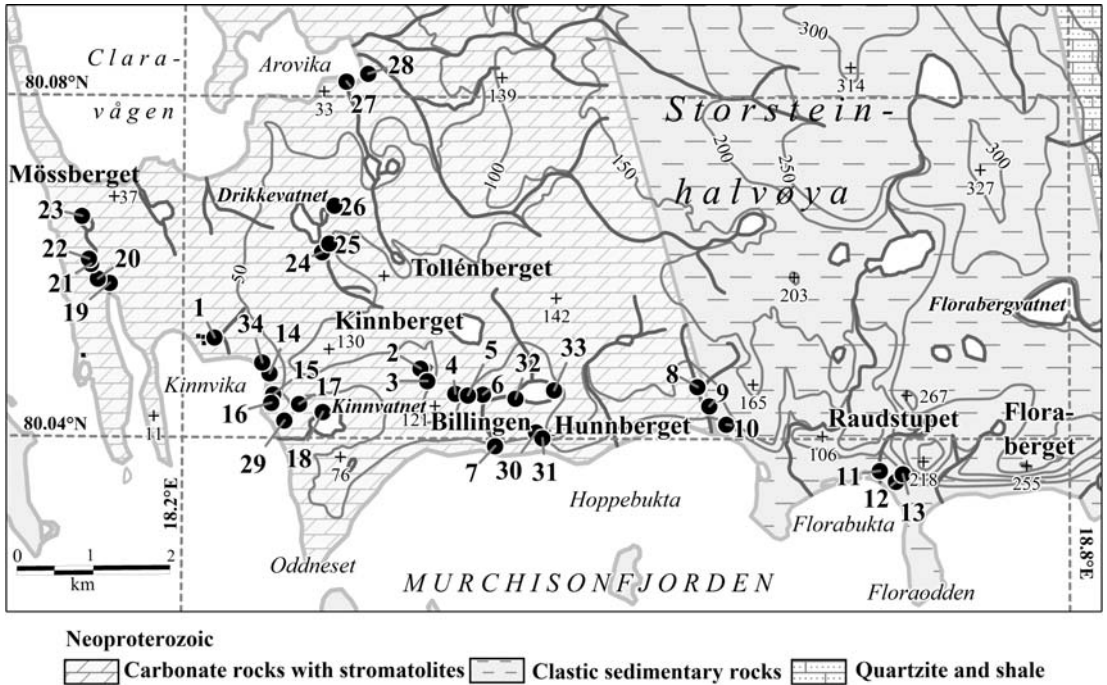 Clara-
vågen
Arovika
28
27
33
139
300
314
Storstein-
halvøya
80.08°N
200
250
300
327
150
100
Mössberget
37
23
22
21
20
19
Drikkevatnet
26
25
24
Tollénberget
50
1
34
14
15
16
17
29
18
Kinnvika
Kinnvatnet
130
Kinnberget
2
3
4
5
6
32
33
142
121
Billingen
Hunnberget
7
30
31
8
9
10
165
203
Florabergvatnet
267
Raudstupet
Flora-
berget
106
218
255
11
12
13
80.04°N
11
76
18.2°E
18.8°E
Hoppebukta
Florabukta
Floraodden
Oddneset
MURCHISONFJORDEN
0 1 2
km
Neoproterozoic
Carbonate rocks with stromatolites Clastic sedimentary rocks Quartzite and shale